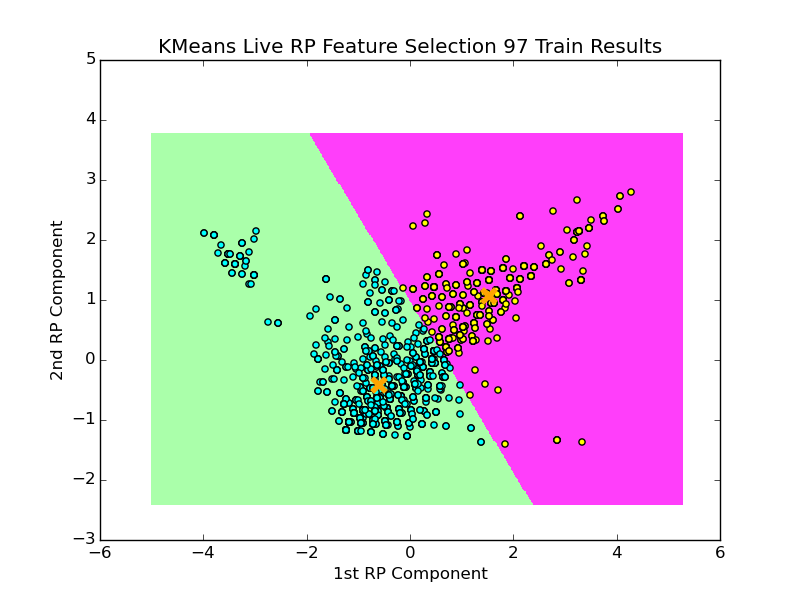 KMeans Live RP Feature Selection 97 Train Results
5
4
3
2
1
0
−1
−2
−3
2nd RP Component
−6 −4 −2 0 2 4 6
1st RP Component